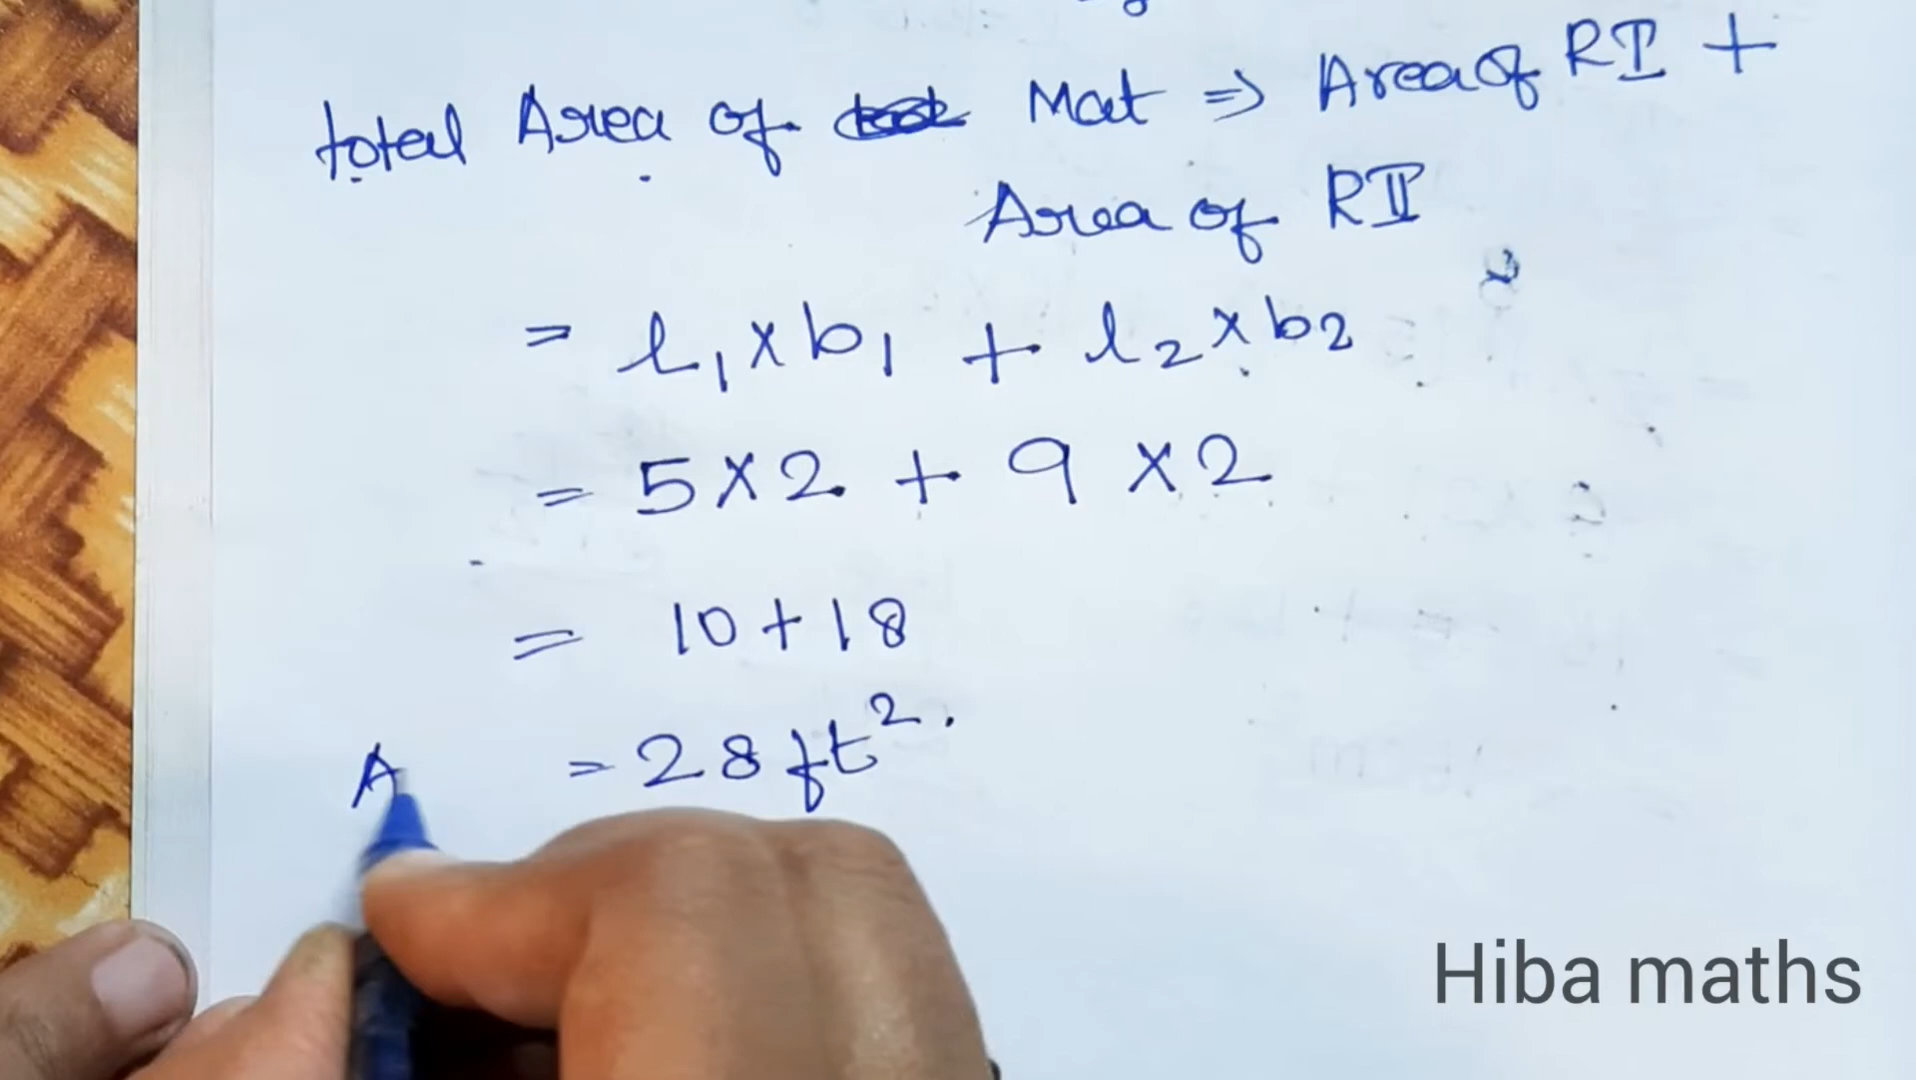 total Area of Mat ⇒ Area of RI +
Area of RII
= l₁ × b₁ + l₂ × b₂
= 5 × 2 + 9 × 2
= 10 + 18
A = 28 ft².
Hiba maths